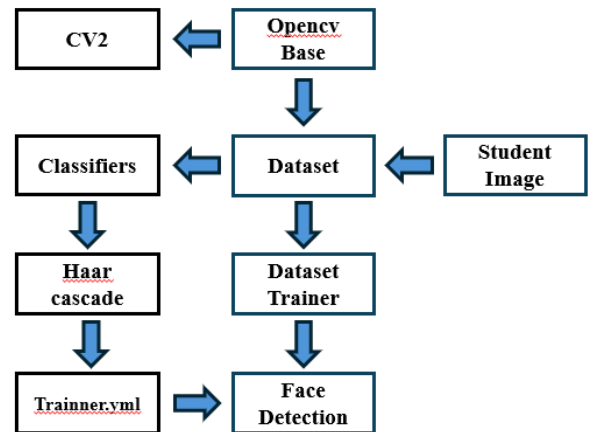 CV2
Opencv
Base
Classifiers
Dataset
Student
Image
Haar
cascade
Dataset
Trainer
Trainner.yml
Face
Detection